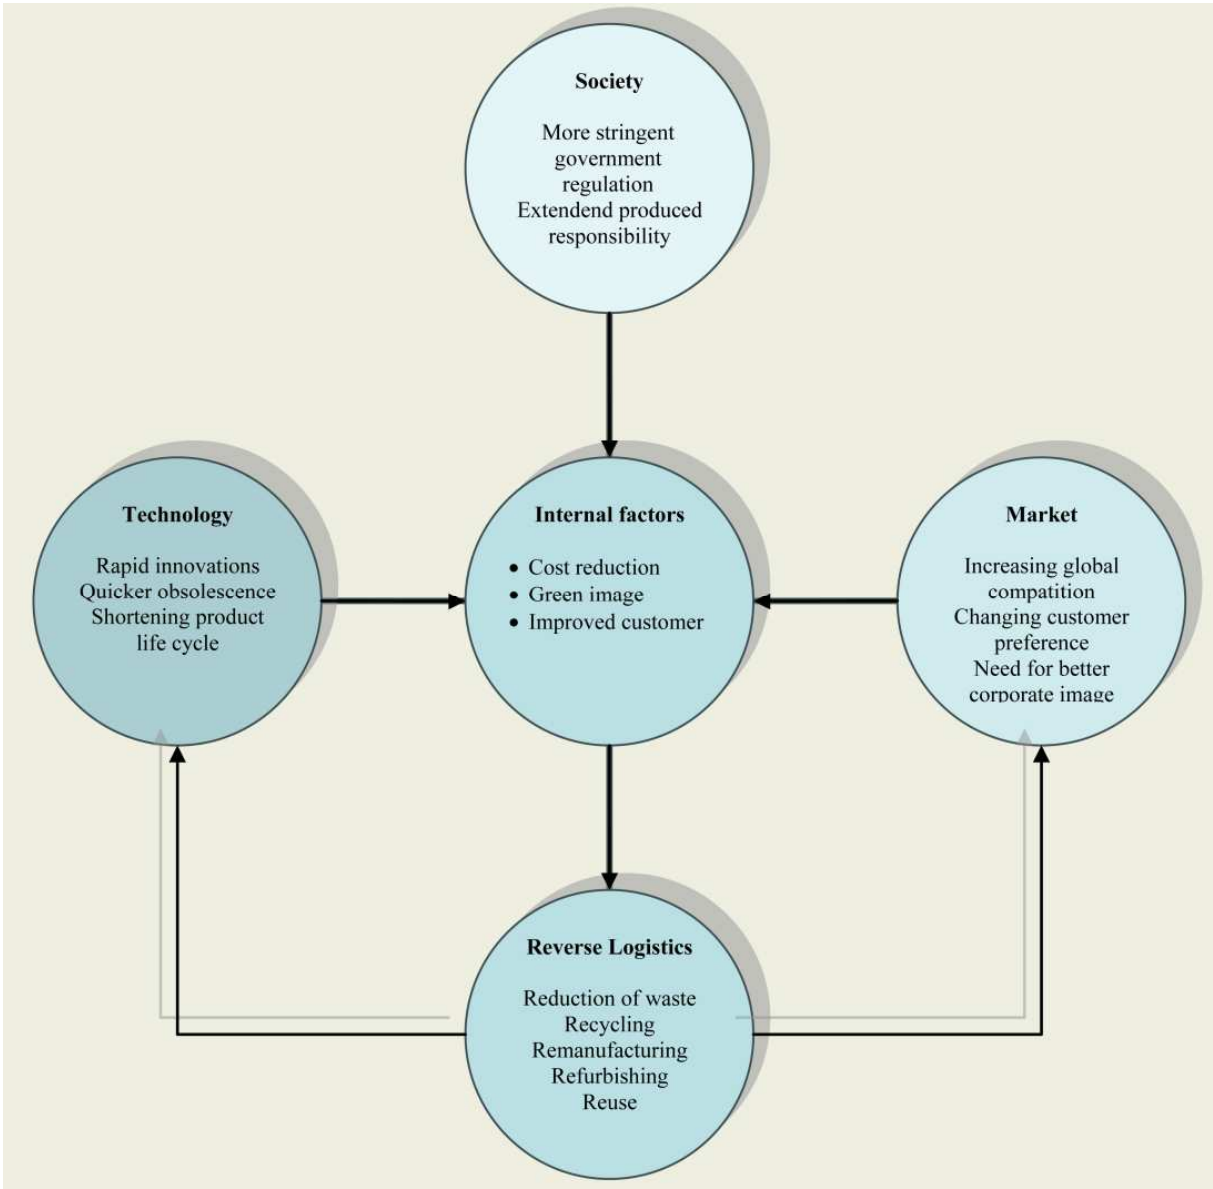 Society
More stringent
government
regulation
Extendend produced
responsibility
Technology
Rapid innovations
Quicker obsolescence
Shortening product
life cycle
Internal factors
• Cost reduction
• Green image
• Improved customer
Market
Increasing global
compatition
Changing customer
preference
Need for better
corporate image
Reverse Logistics
Reduction of waste
Recycling
Remanufacturing
Refurbishing
Reuse